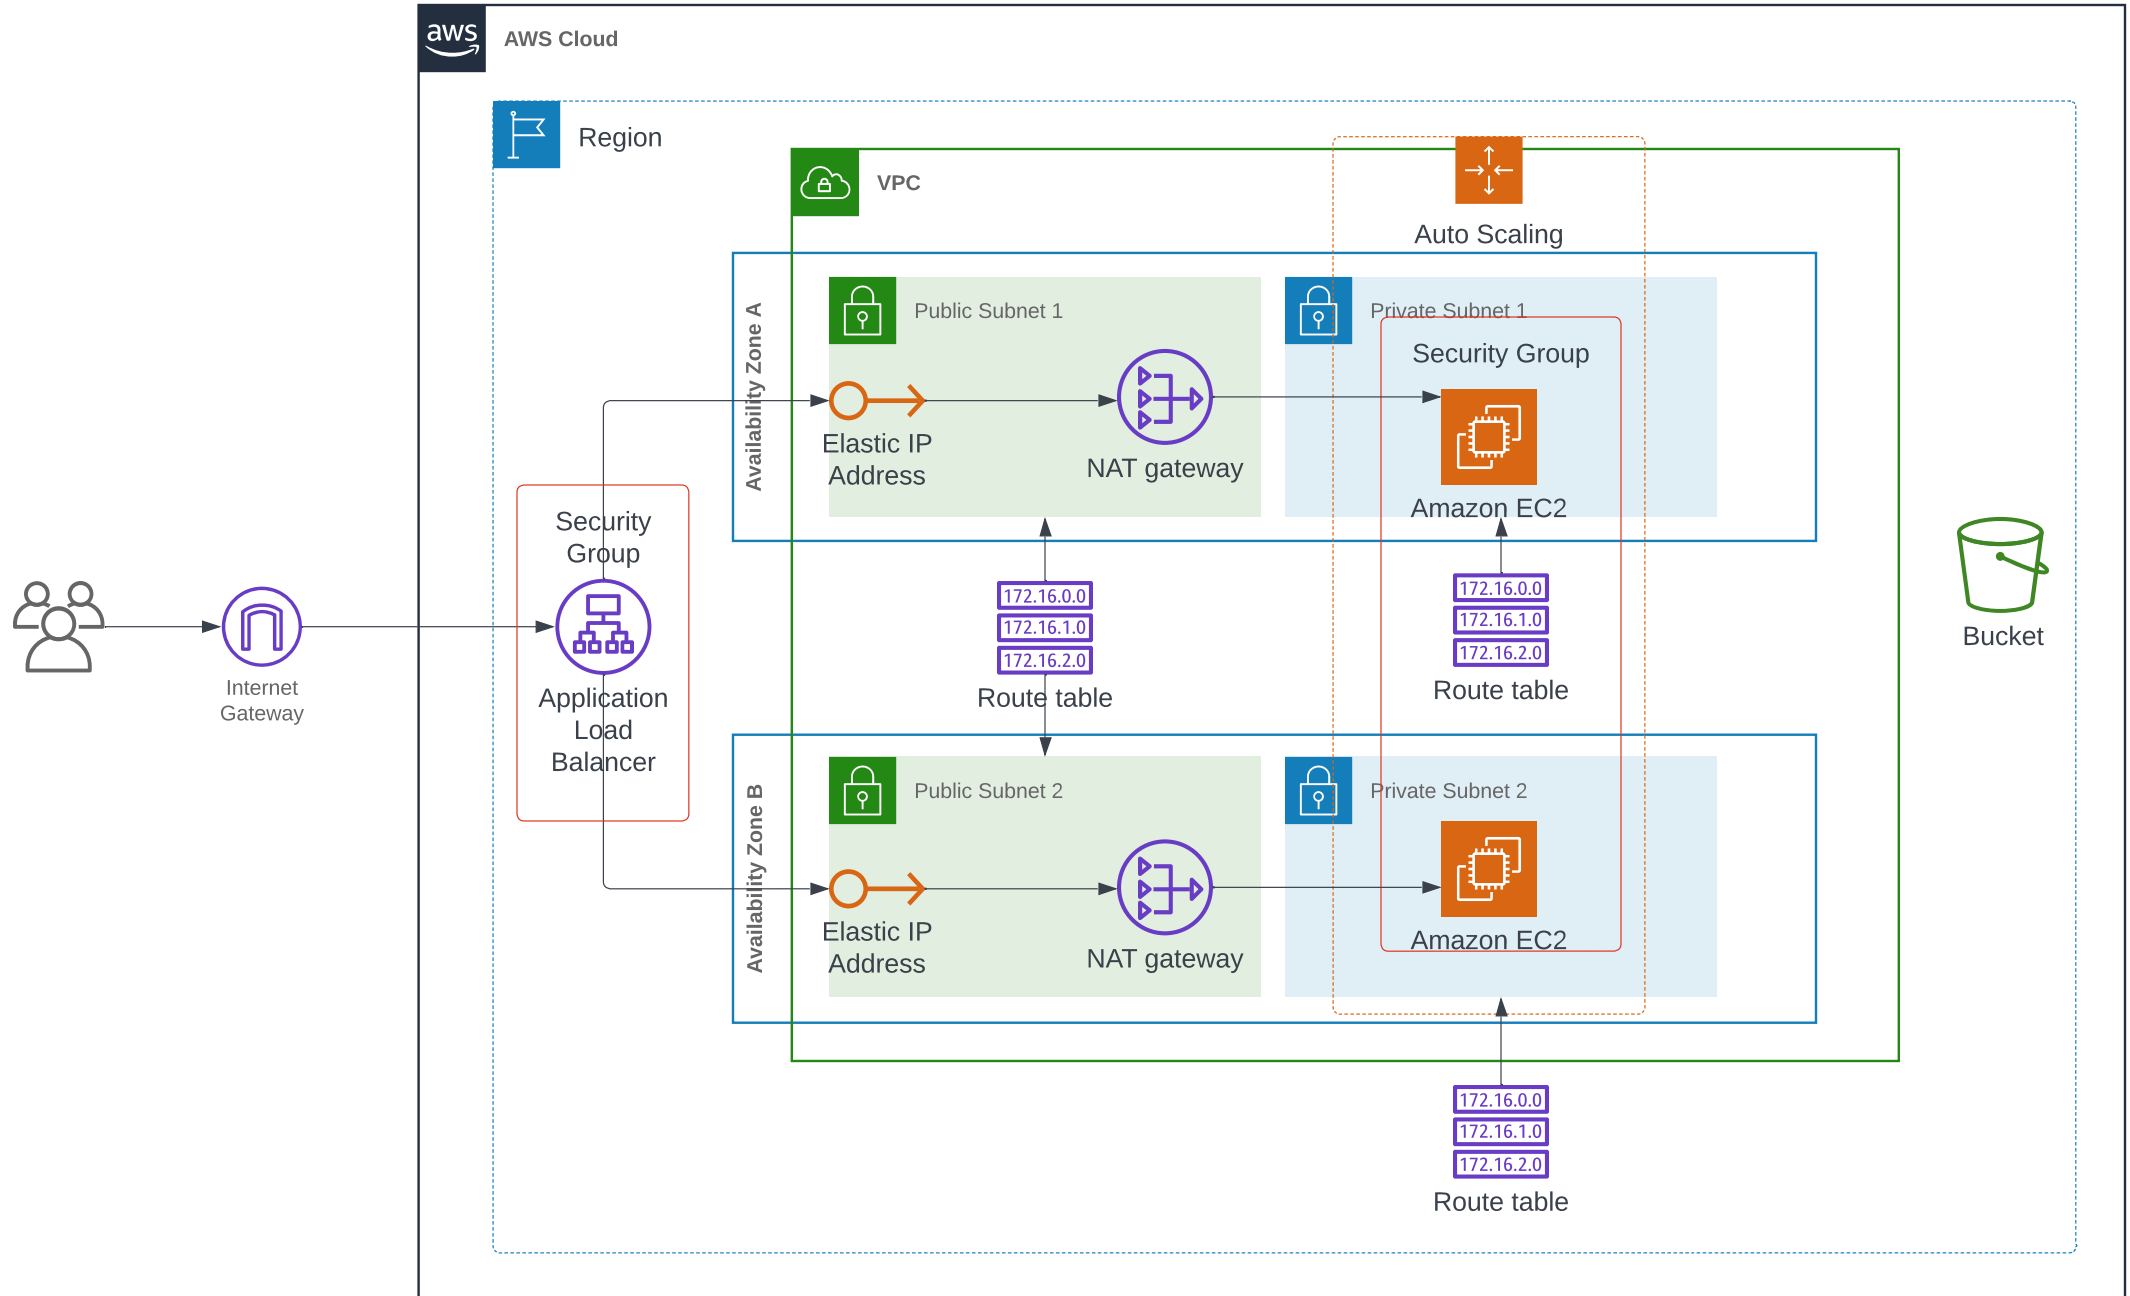 aws
AWS Cloud
Region
VPC
Auto Scaling
Availability Zone A
Public Subnet 1
Private Subnet 1
Security Group
Elastic IP
Address
NAT gateway
Amazon EC2
Security
Group
Application
Load
Balancer
Internet
Gateway
172.16.0.0
172.16.1.0
172.16.2.0
Route table
172.16.0.0
172.16.1.0
172.16.2.0
Route table
Bucket
Availability Zone B
Public Subnet 2
Private Subnet 2
Elastic IP
Address
NAT gateway
Amazon EC2
172.16.0.0
172.16.1.0
172.16.2.0
Route table